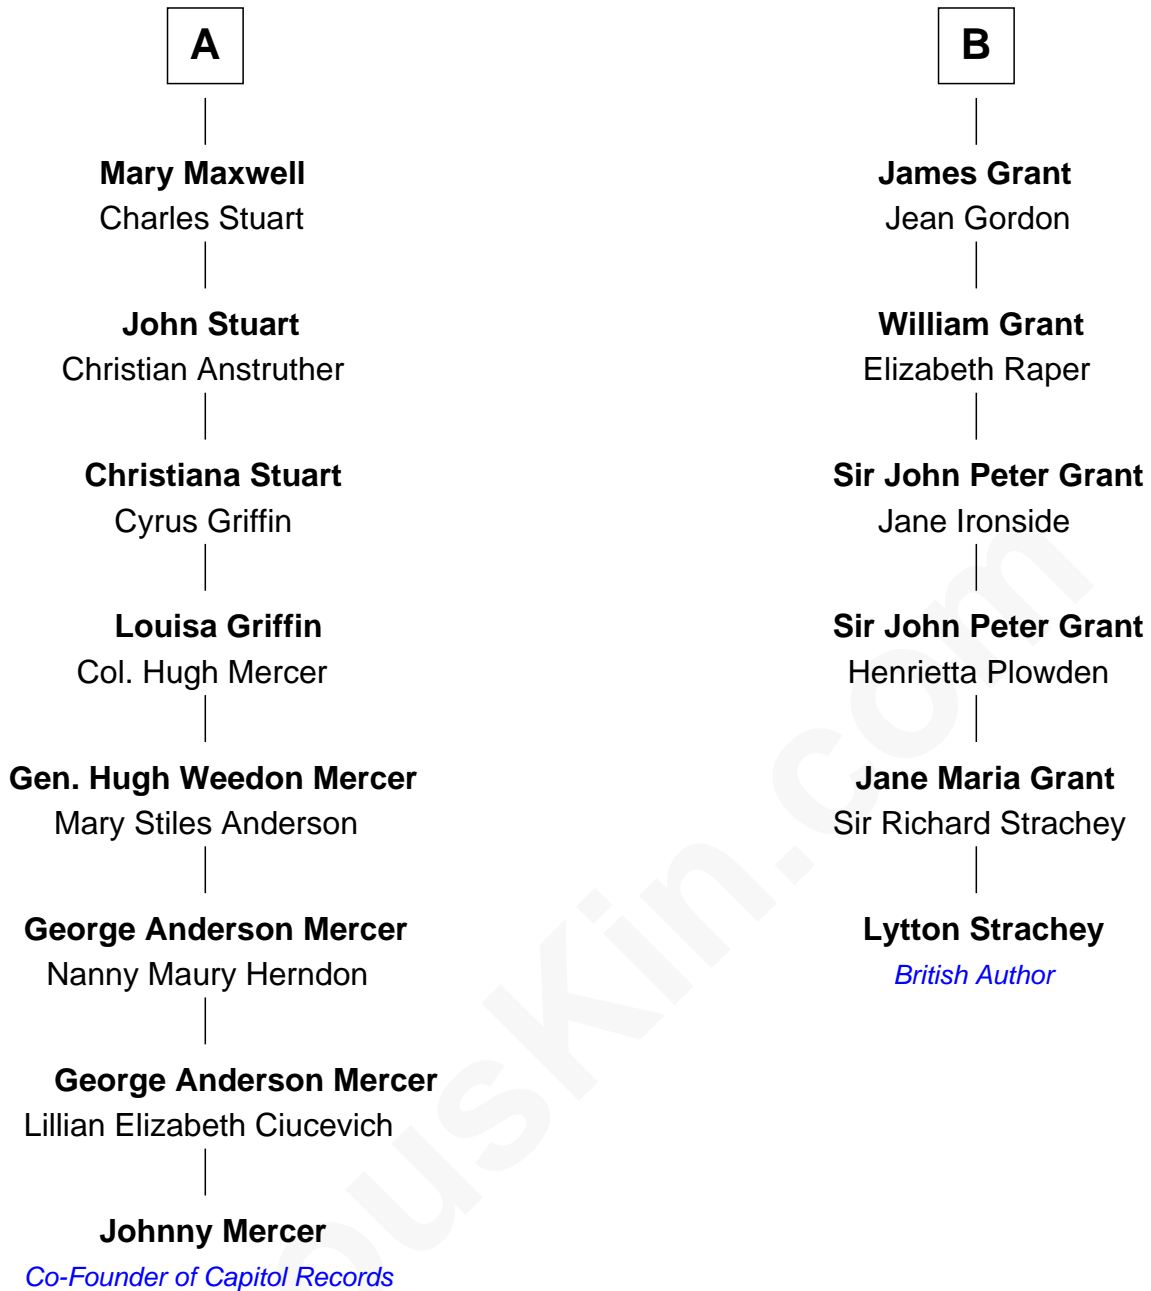 A
Mary Maxwell
Charles Stuart
John Stuart
Christian Anstruther
Christiana Stuart
Cyrus Griffin
Louisa Griffin
Col. Hugh Mercer
Gen. Hugh Weedon Mercer
Mary Stiles Anderson
George Anderson Mercer
Nanny Maury Herndon
George Anderson Mercer
Lillian Elizabeth Ciucevich
Johnny Mercer
Co-Founder of Capitol Records
B
James Grant
Jean Gordon
William Grant
Elizabeth Raper
Sir John Peter Grant
Jane Ironside
Sir John Peter Grant
Henrietta Plowden
Jane Maria Grant
Sir Richard Strachey
Lytton Strachey
British Author
ousKin.com